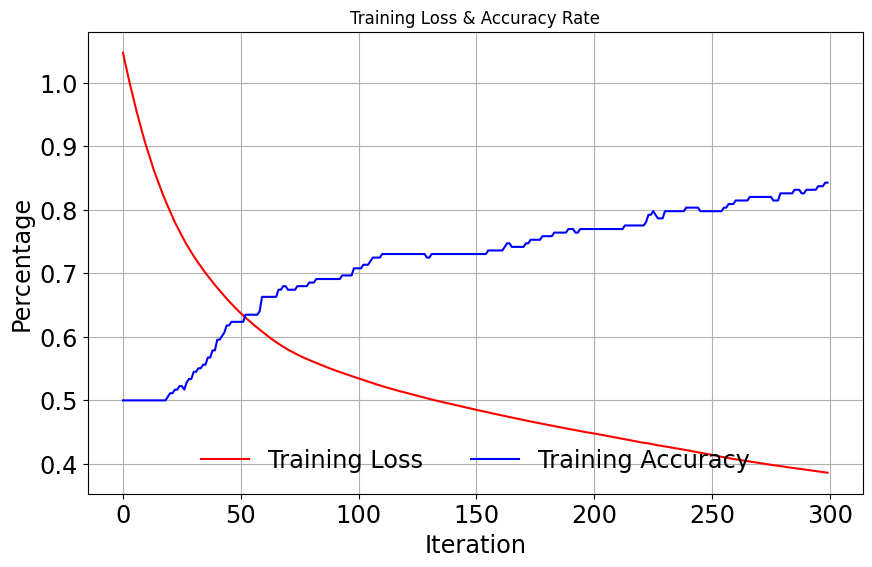 Training Loss & Accuracy Rate
1.0
0.9
0.8
0.7
0.6
0.5
0.4
Percentage
Training Loss
Training Accuracy
0 50 100 150 200 250 300
Iteration